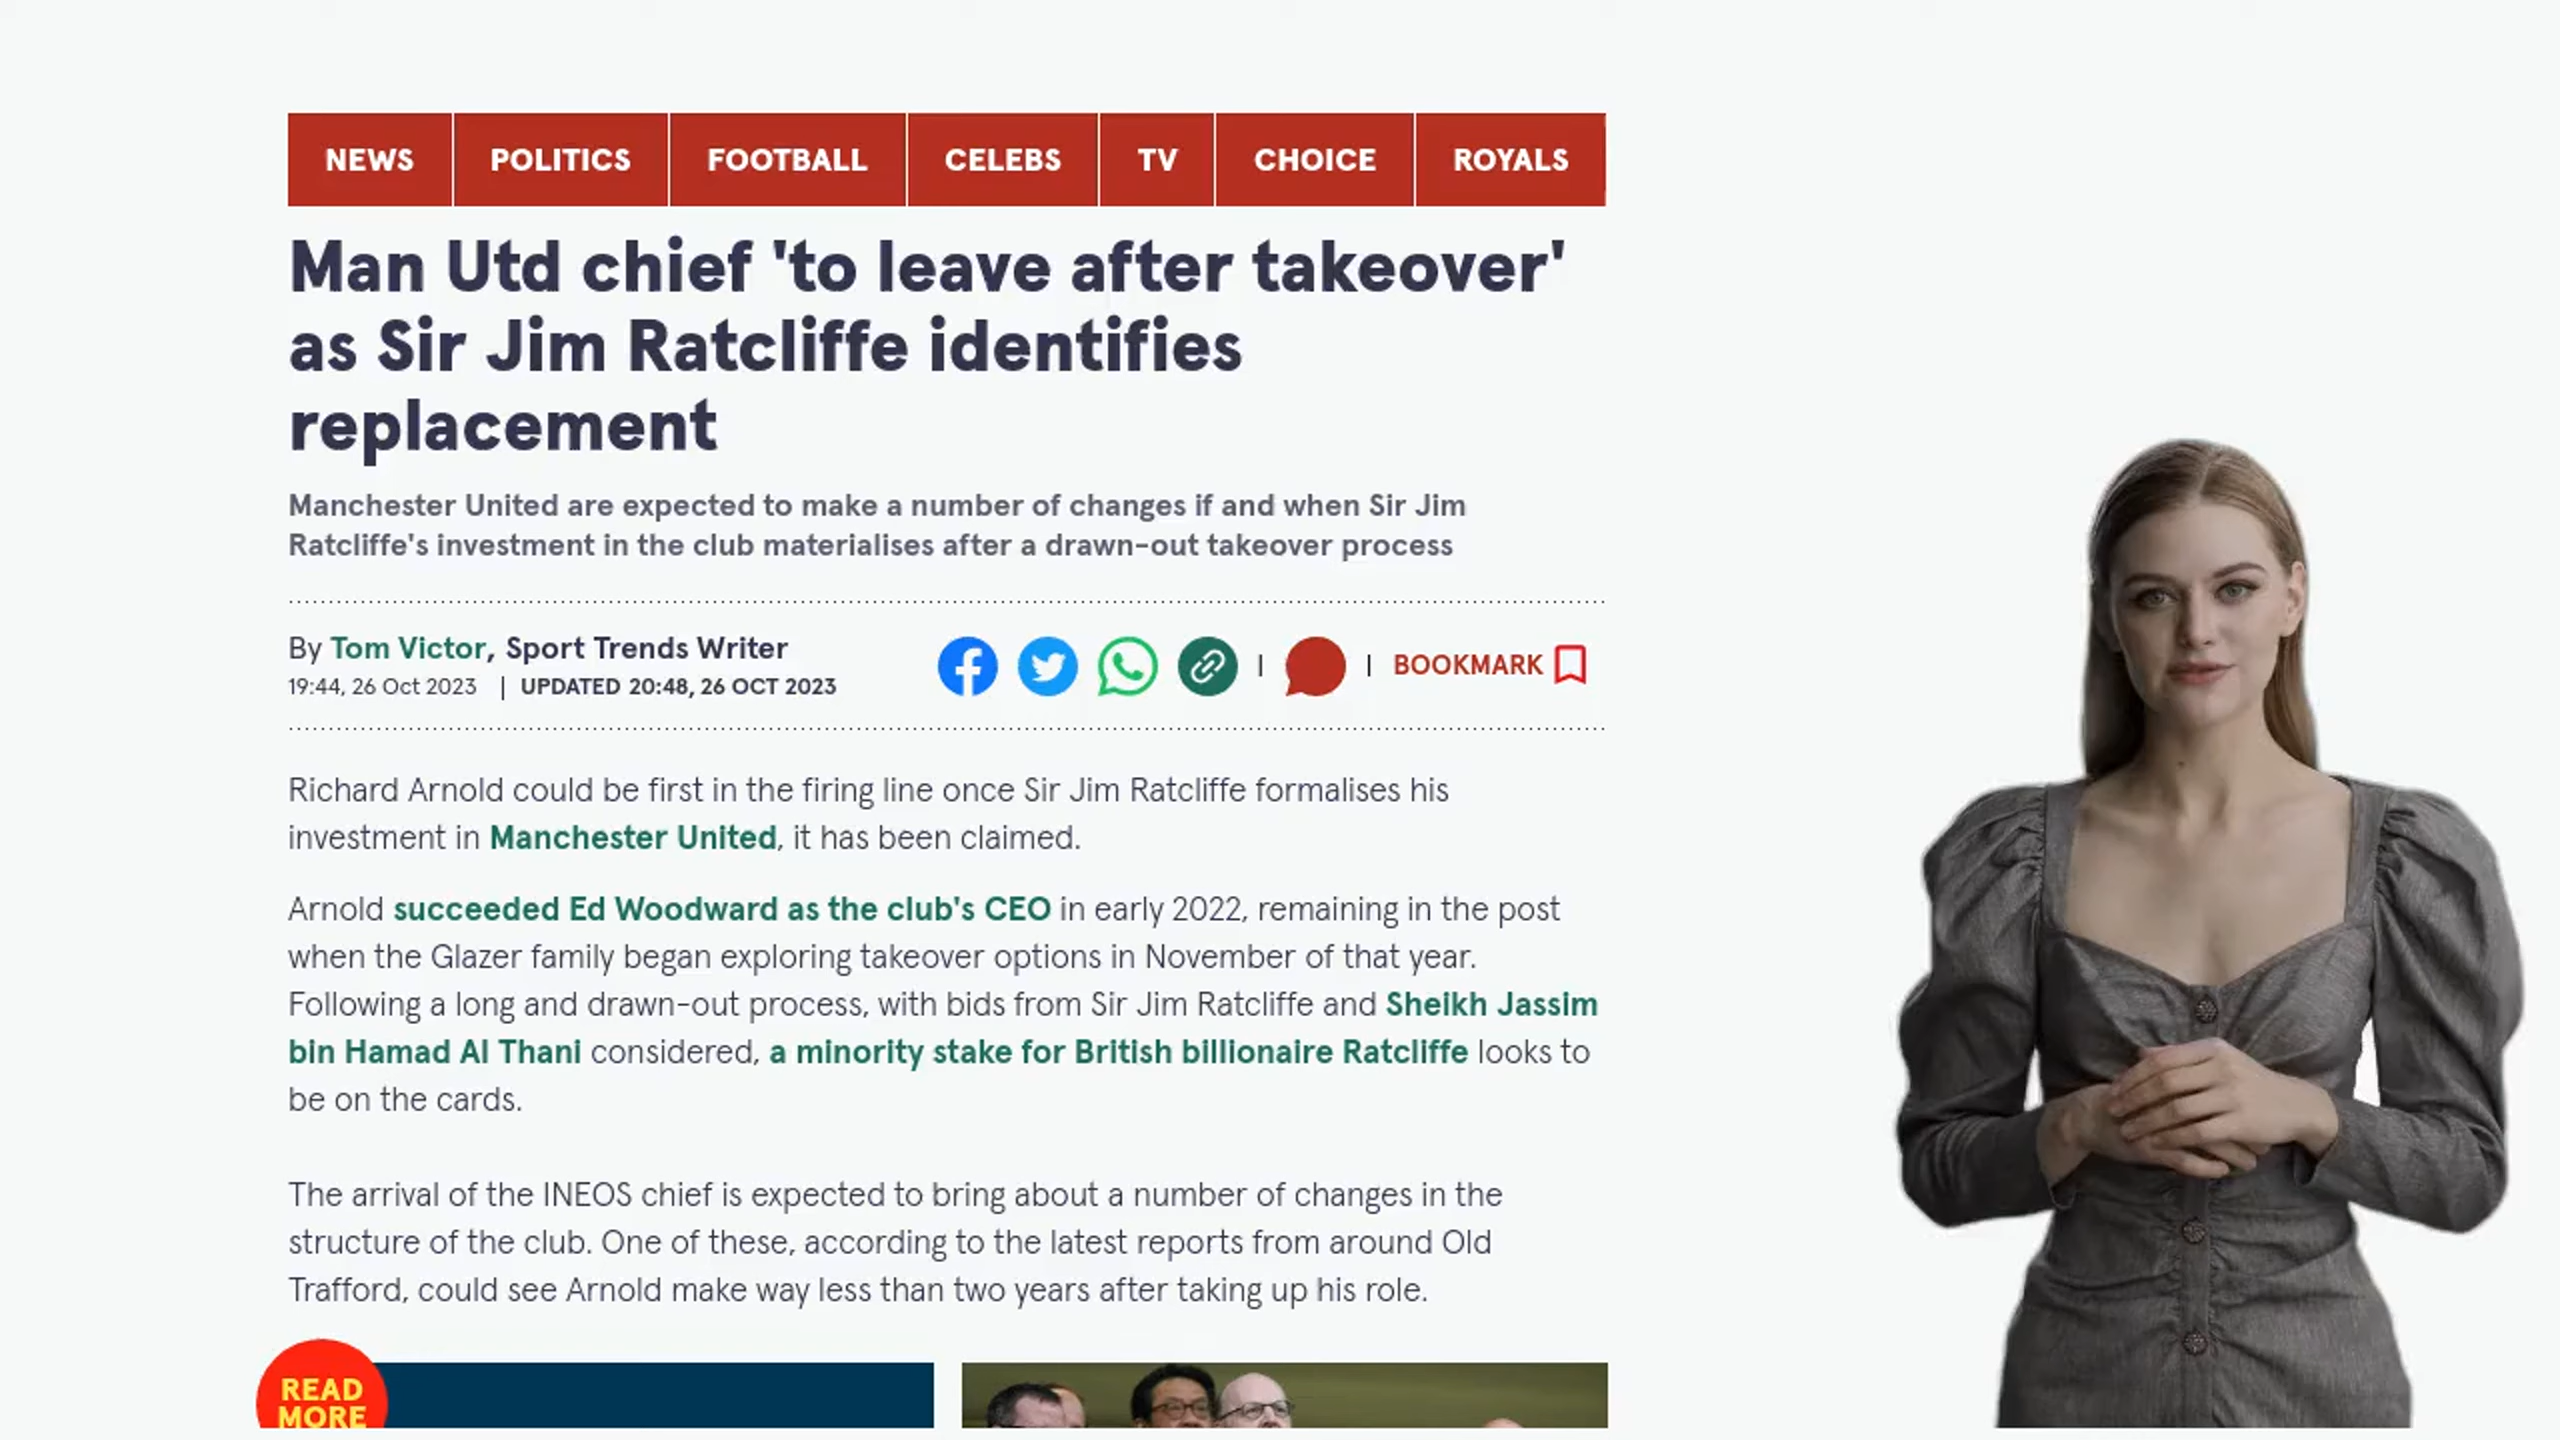 NEWS POLITICS FOOTBALL CELEBS TV CHOICE ROYALS
Man Utd chief 'to leave after takeover'
as Sir Jim Ratcliffe identifies
replacement
Manchester United are expected to make a number of changes if and when Sir Jim
Ratcliffe's investment in the club materialises after a drawn-out takeover process
By Tom Victor, Sport Trends Writer
19:44, 26 Oct 2023 | UPDATED 20:48, 26 OCT 2023
| | BOOKMARK
Richard Arnold could be first in the firing line once Sir Jim Ratcliffe formalises his
investment in Manchester United, it has been claimed.
Arnold succeeded Ed Woodward as the club's CEO in early 2022, remaining in the post
when the Glazer family began exploring takeover options in November of that year.
Following a long and drawn-out process, with bids from Sir Jim Ratcliffe and Sheikh Jassim
bin Hamad Al Thani considered, a minority stake for British billionaire Ratcliffe looks to
be on the cards.
The arrival of the INEOS chief is expected to bring about a number of changes in the
structure of the club. One of these, according to the latest reports from around Old
Trafford, could see Arnold make way less than two years after taking up his role.
READ
MORE